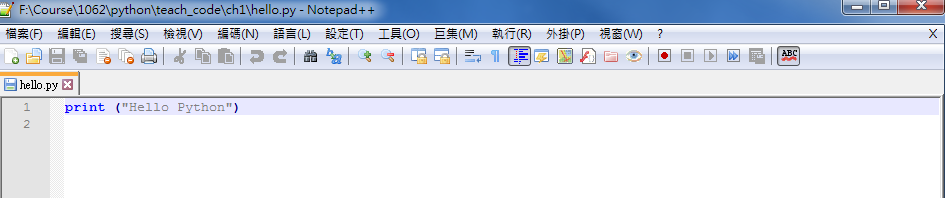 F:\Course\1062\python\teach_code\ch1\hello.py - Notepad++
檔案(F) 編輯(E) 搜尋(S) 檢視(V) 編碼(N) 語言(L) 設定(T) 工具(O) 巨集(M) 執行(R) 外掛(P) 視窗(W) ? X
ABC
hello.py
1 print ("Hello Python")
2